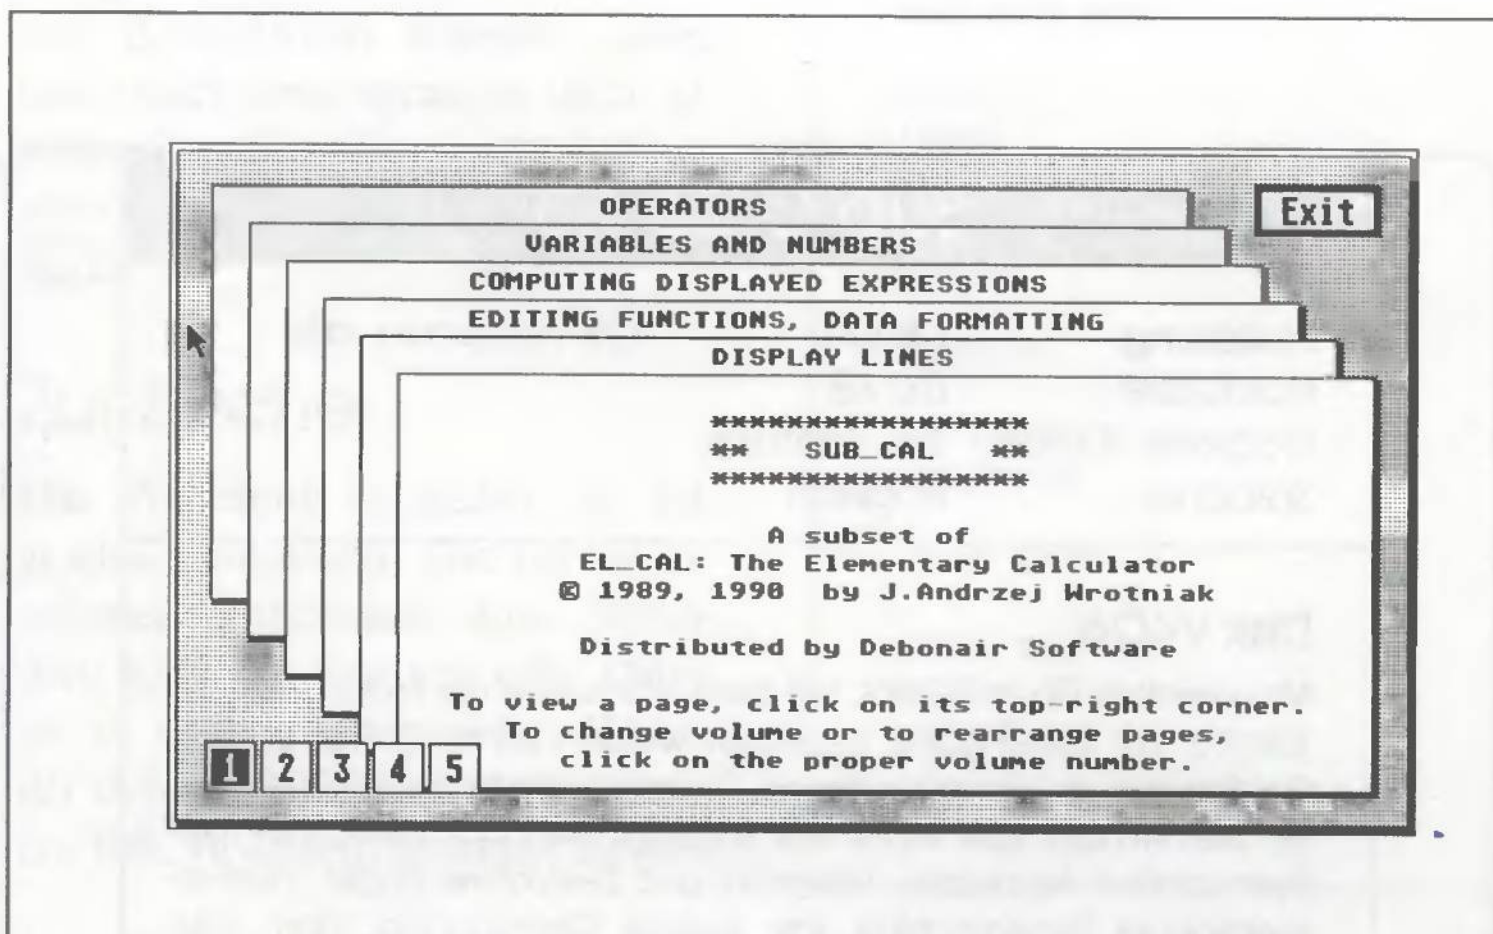 OPERATORS
Exit
VARIABLES AND NUMBERS
COMPUTING DISPLAYED EXPRESSIONS
EDITING FUNCTIONS, DATA FORMATTING
DISPLAY LINES
*****************
** SUB_CAL **
*****************
A subset of
EL_CAL: The Elementary Calculator
© 1989, 1990 by J.Andrzej Wrotniak
Distributed by Debonair Software
To view a page, click on its top-right corner.
To change volume or to rearrange pages,
click on the proper volume number.
1 2 3 4 5